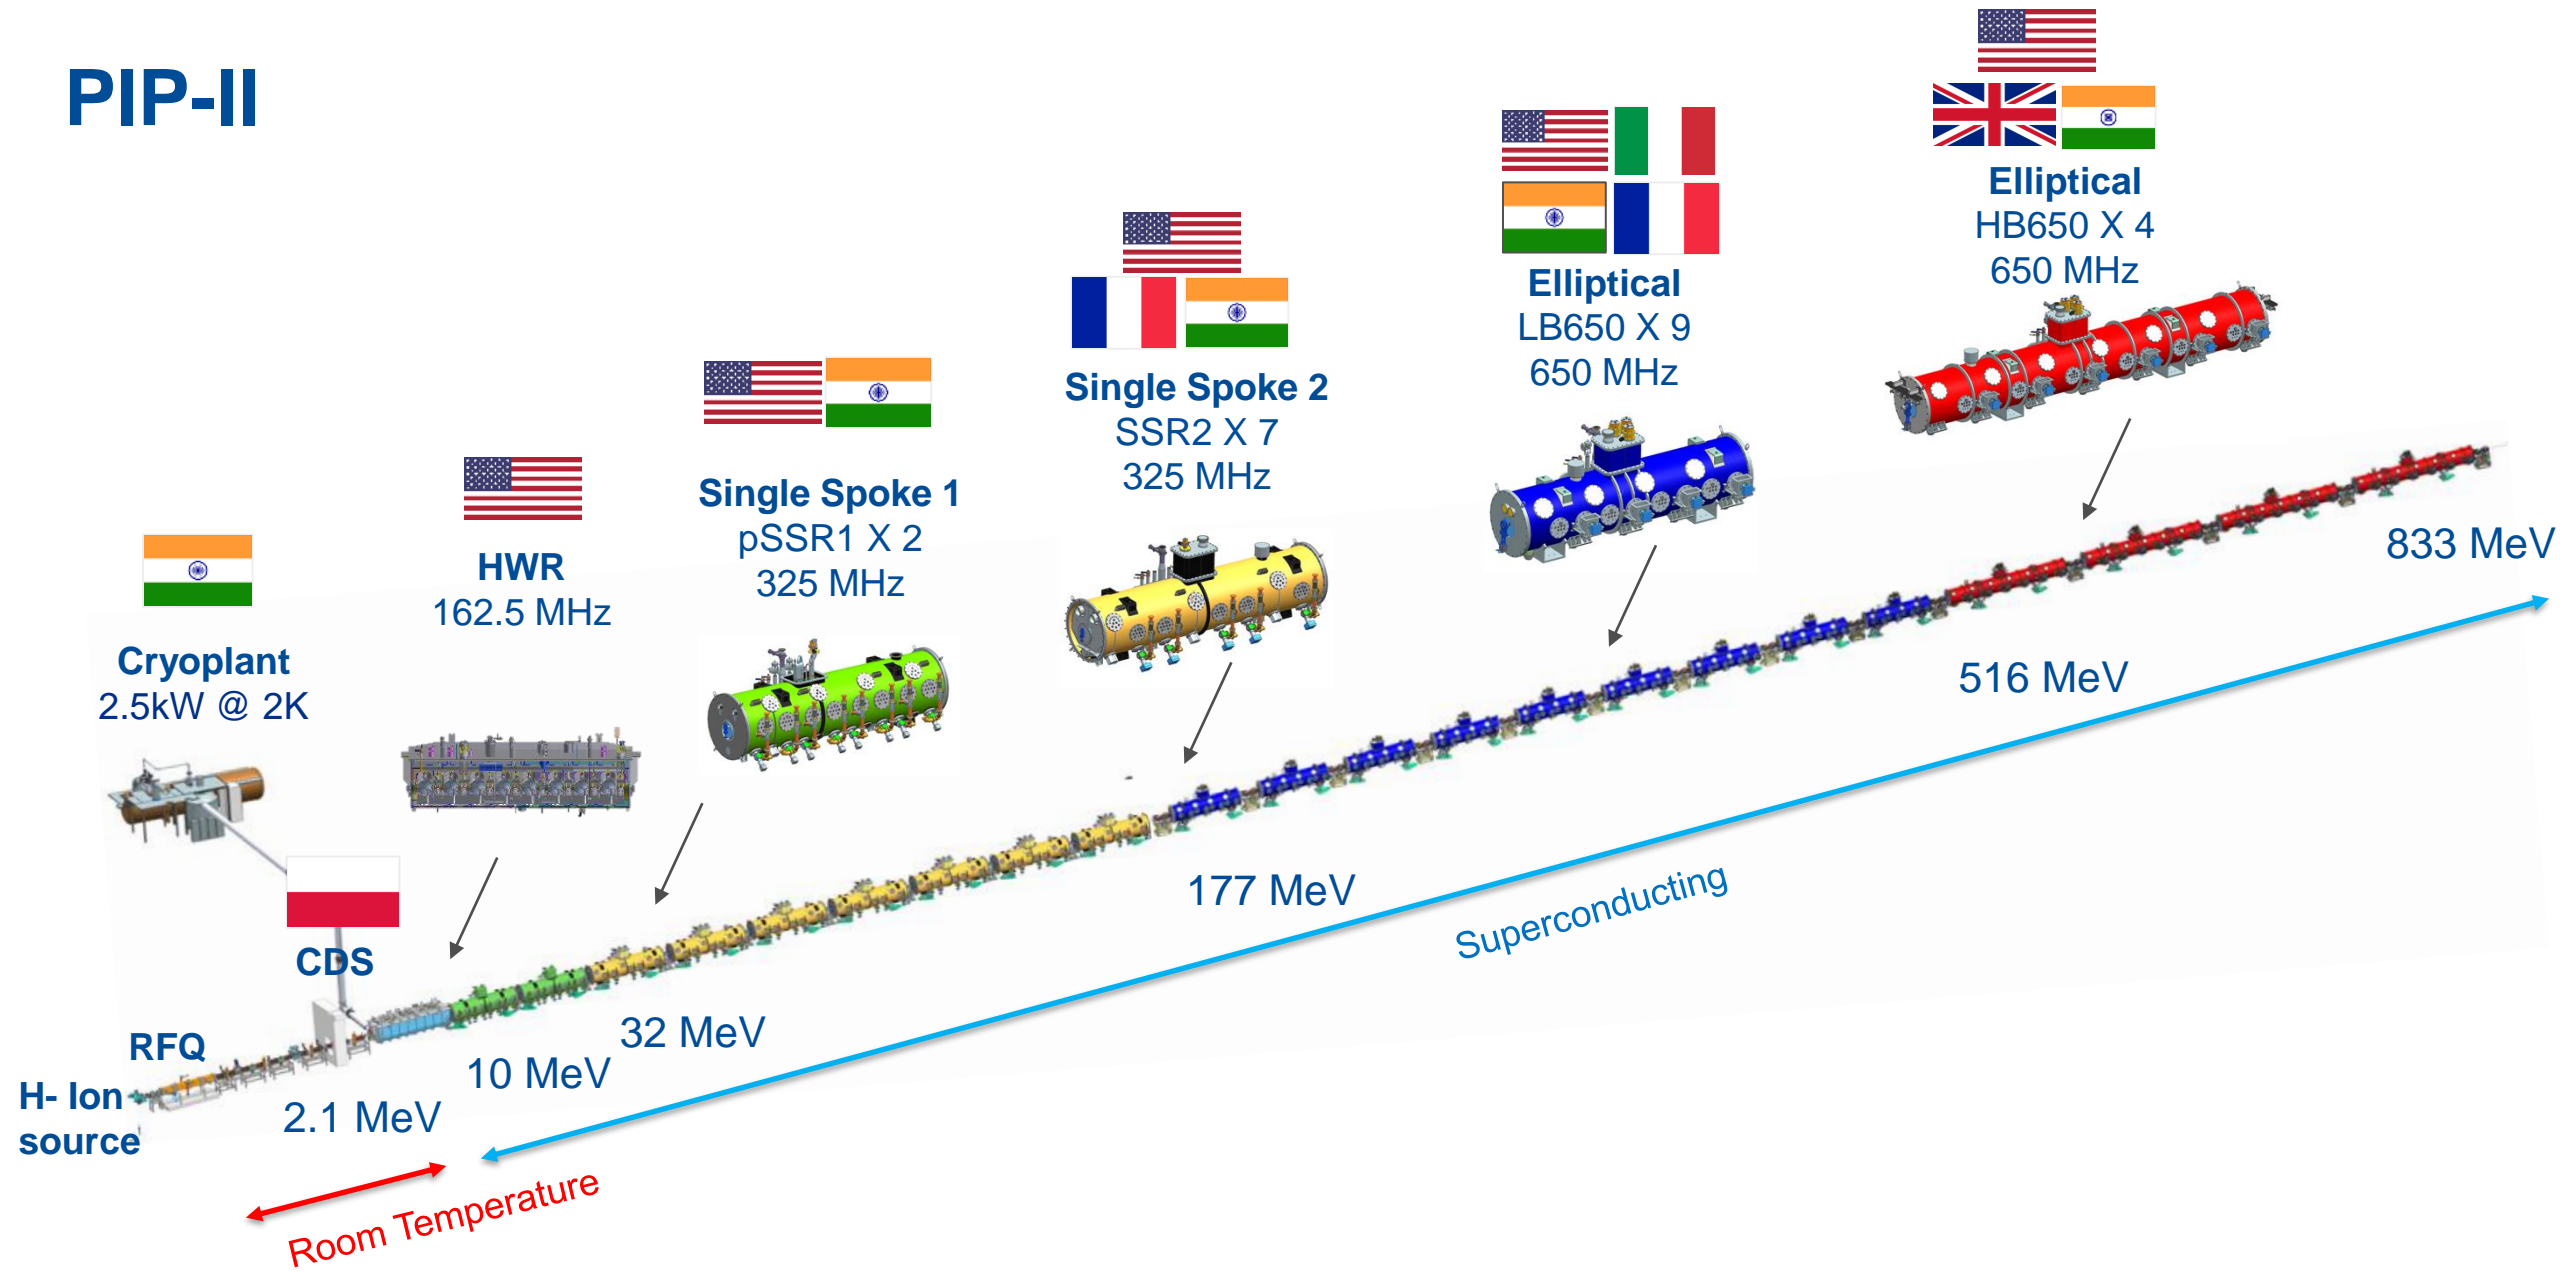 PIP-II
Cryoplant
2.5kW @ 2K
HWR
162.5 MHz
Single Spoke 1
pSSR1 X 2
325 MHz
Single Spoke 2
SSR2 X 7
325 MHz
Elliptical
LB650 X 9
650 MHz
Elliptical
HB650 X 4
650 MHz
CDS
RFQ
H- Ion
source
2.1 MeV
10 MeV
32 MeV
177 MeV
516 MeV
833 MeV
Room Temperature
Superconducting